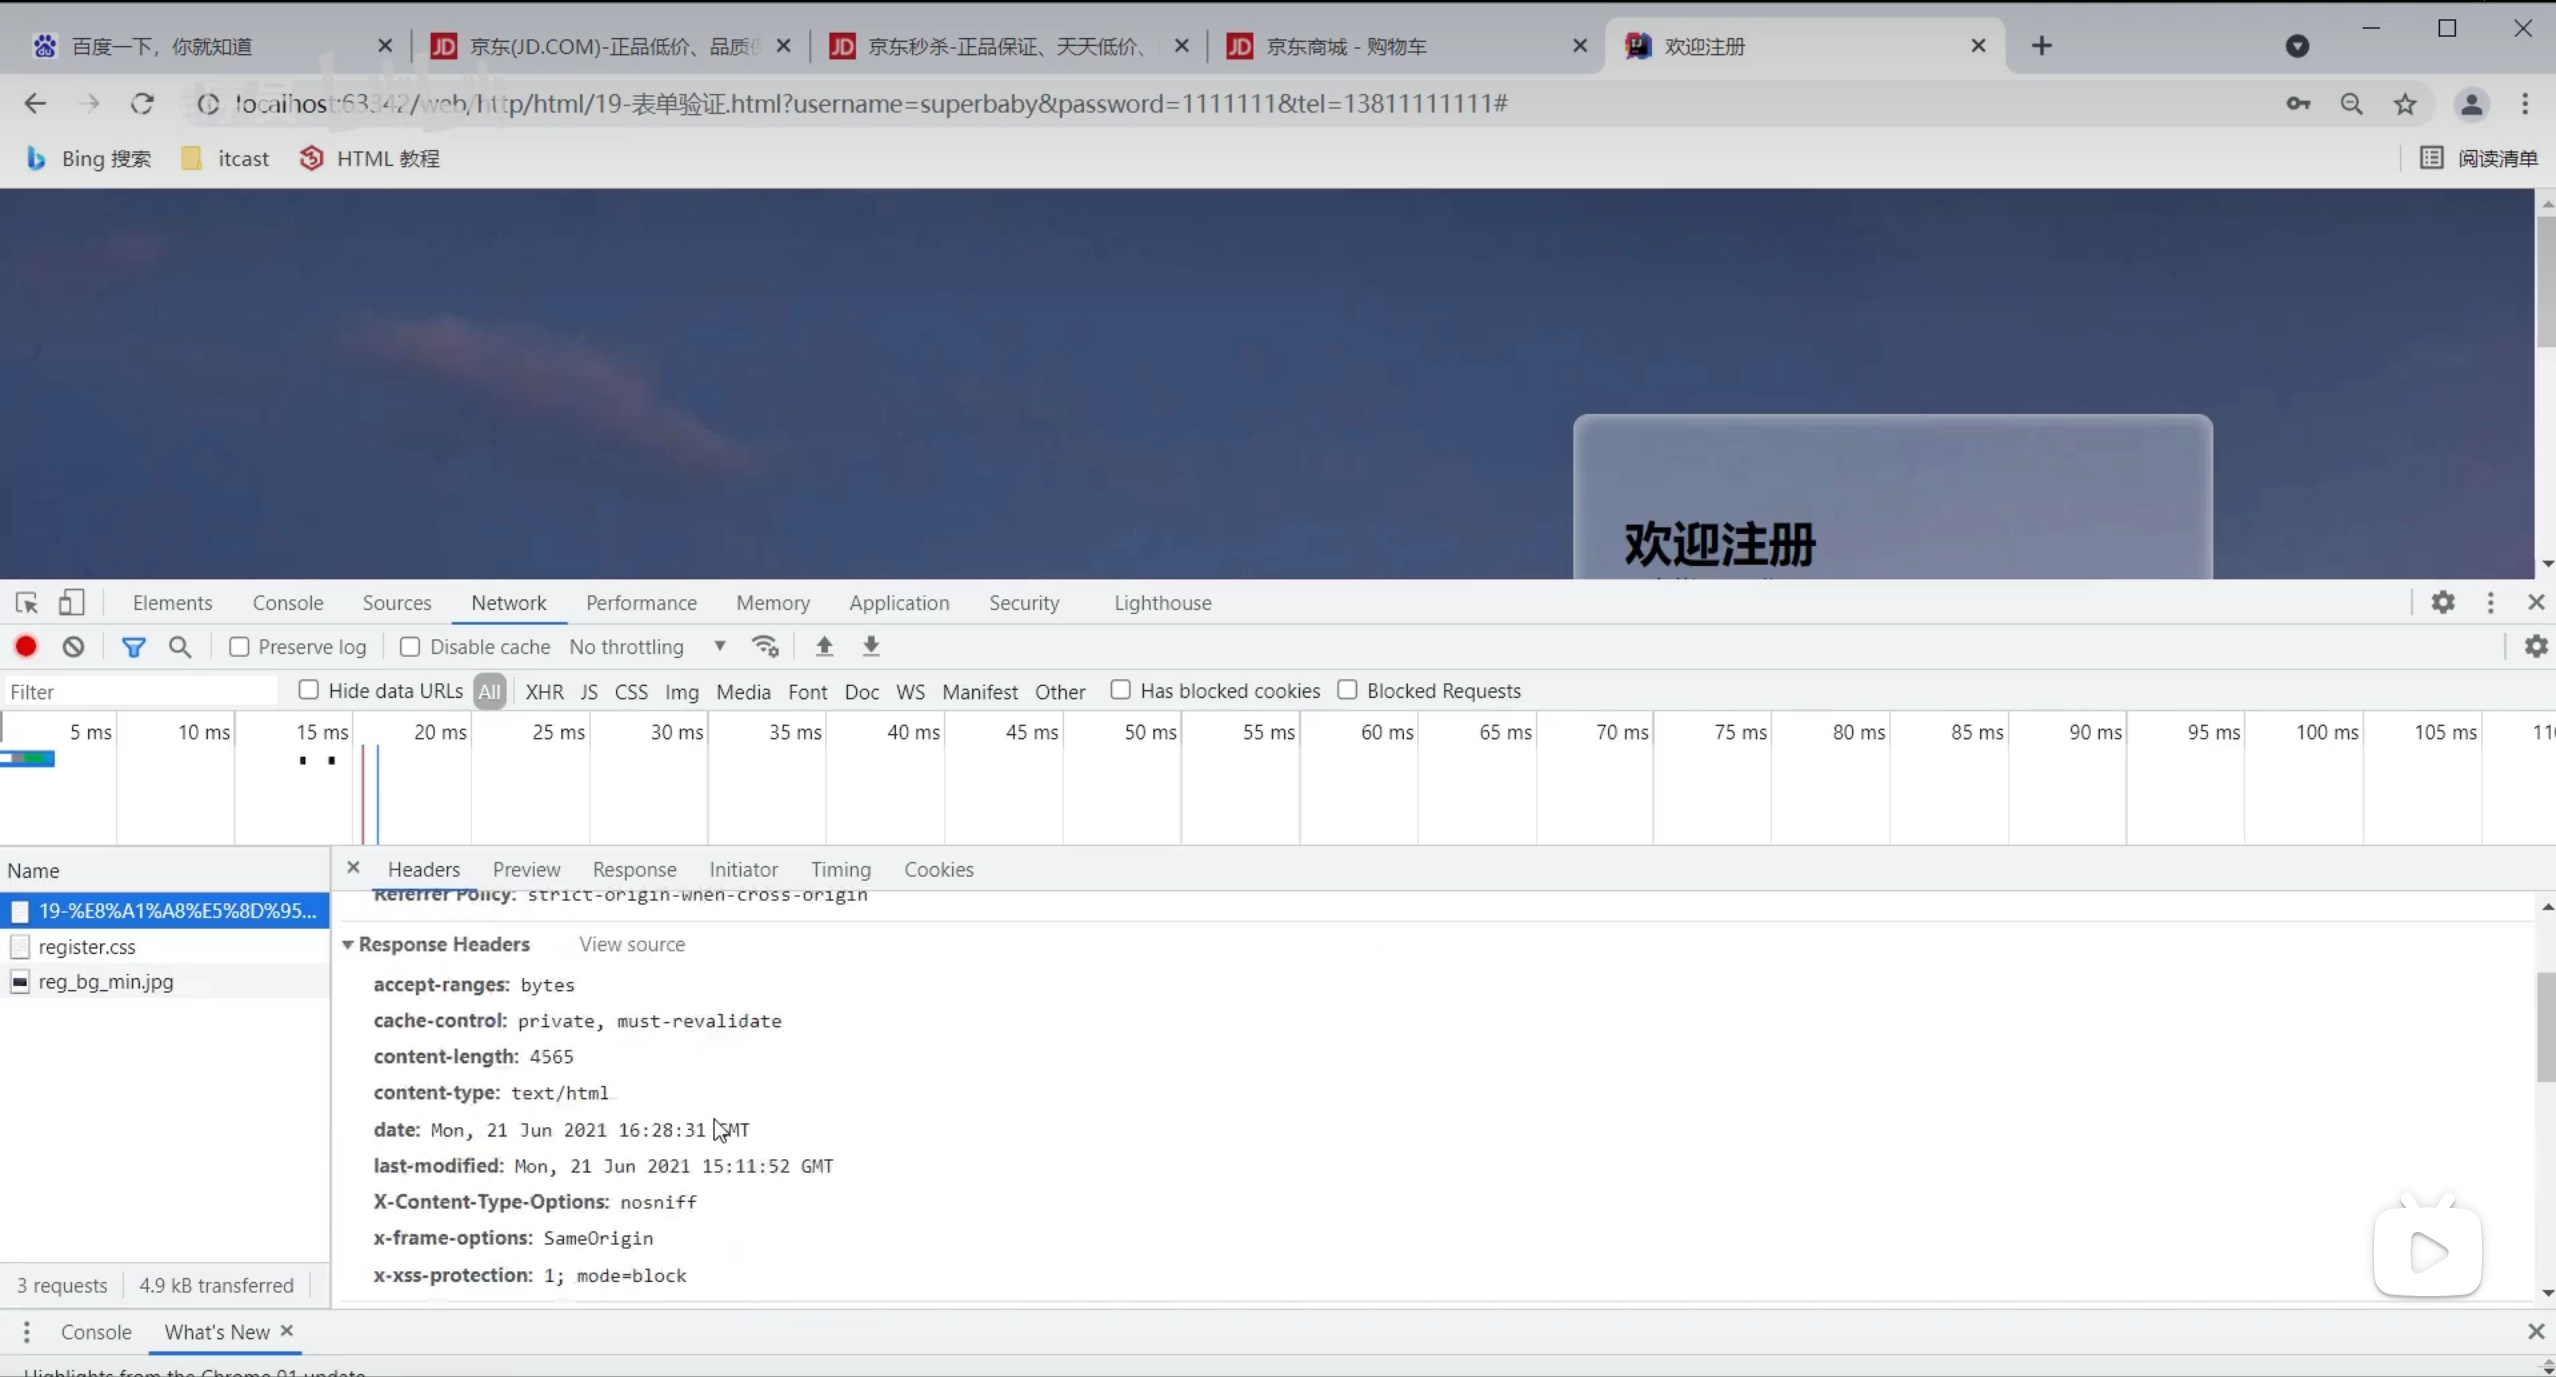 百度一下，你就知道
京东(JD.COM)-正品低价、品质
京东秒杀-正品保证、天天低价、
京东商城 - 购物车
欢迎注册
localhost:63342/web/http/html/19-表单验证.html?username=superbaby&password=1111111&tel=13811111111#
Bing 搜索
itcast
HTML 教程
阅读清单
欢迎注册
Elements Console Sources Network Performance Memory Application Security Lighthouse
Preserve log Disable cache No throttling
Filter Hide data URLs All XHR JS CSS Img Media Font Doc WS Manifest Other Has blocked cookies Blocked Requests
5 ms 10 ms 15 ms 20 ms 25 ms 30 ms 35 ms 40 ms 45 ms 50 ms 55 ms 60 ms 65 ms 70 ms 75 ms 80 ms 85 ms 90 ms 95 ms 100 ms 105 ms
Name
19-%E8%A1%A8%E5%8D%95...
register.css
reg_bg_min.jpg
3 requests 4.9 kB transferred
Headers Preview Response Initiator Timing Cookies
Referrer Policy: strict-origin-when-cross-origin
Response Headers View source
accept-ranges: bytes
cache-control: private, must-revalidate
content-length: 4565
content-type: text/html
date: Mon, 21 Jun 2021 16:28:31 GMT
last-modified: Mon, 21 Jun 2021 15:11:52 GMT
X-Content-Type-Options: nosniff
x-frame-options: SameOrigin
x-xss-protection: 1; mode=block
Console What's New
Highlights from the Chrome 91 update